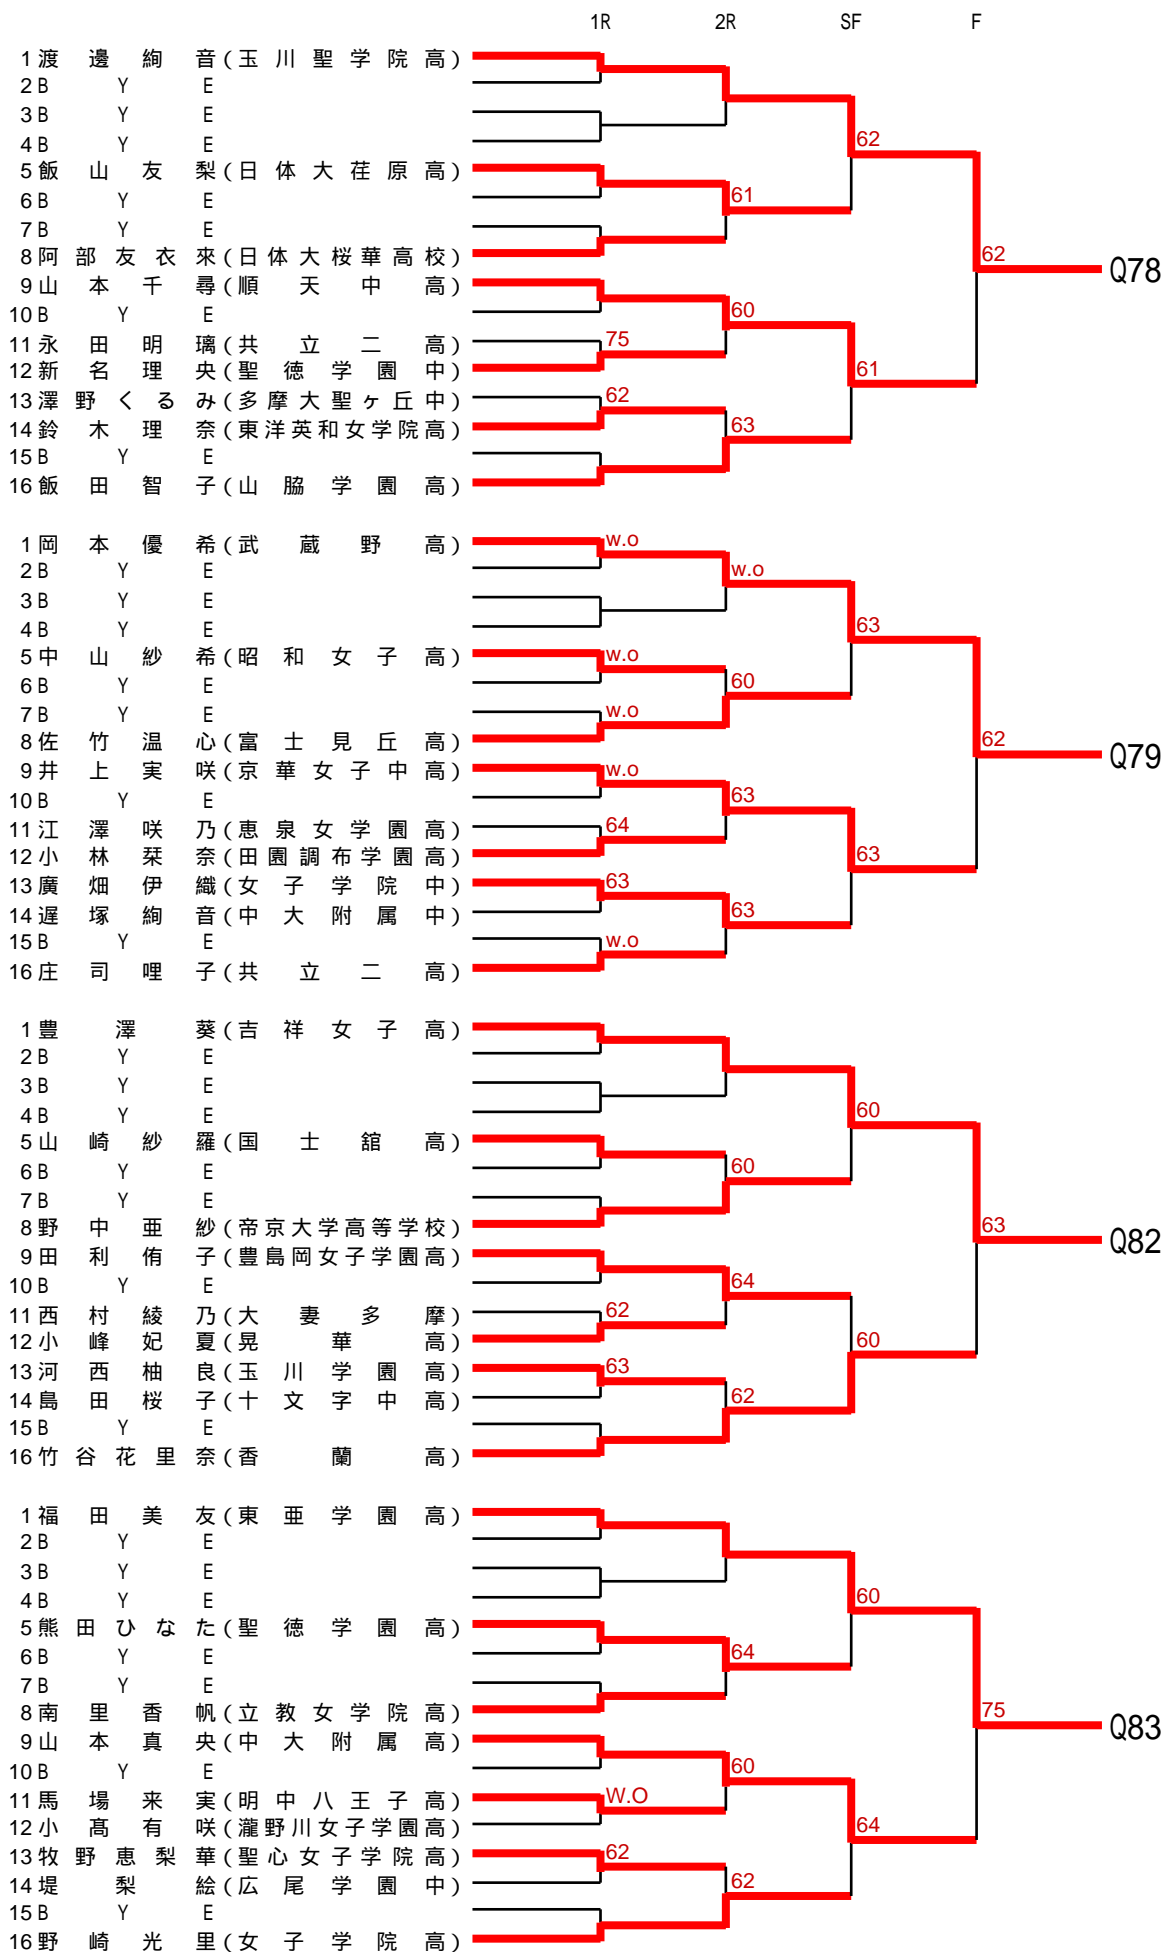 1R 2R SF F
1 渡邊絢音(玉川聖学院高)
2 B Y E
3 B Y E
4 B Y E
62
5 飯山友梨(日体大荏原高)
61
6 B Y E
7 B Y E
8 阿部友衣來(日体大桜華高校)
62
Q78
9 山本千尋(順天中高)
10 B Y E
60
11 永田明璃(共立二高)
75
12 新名理央(聖徳学園中)
61
13 澤野くるみ(多摩大聖ヶ丘中)
62
14 鈴木理奈(東洋英和女学院高)
63
15 B Y E
16 飯田智子(山脇学園高)
1 岡本優希(武蔵野高)
w.o
2 B Y E
w.o
3 B Y E
4 B Y E
63
5 中山紗希(昭和女子高)
w.o
6 B Y E
60
7 B Y E
w.o
8 佐竹温心(富士見丘高)
62
Q79
9 井上実咲(京華女子中高)
w.o
10 B Y E
63
11 江澤咲乃(恵泉女学園高)
64
12 小林栞奈(田園調布学園高)
63
13 廣畑伊織(女子学院中)
63
14 遅塚絢音(中大附属中)
63
15 B Y E
w.o
16 庄司哩子(共立二高)
1 豊澤葵(吉祥女子高)
2 B Y E
3 B Y E
4 B Y E
60
5 山崎紗羅(国士舘高)
6 B Y E
60
7 B Y E
8 野中亜紗(帝京大学高等学校)
63
Q82
9 田利侑子(豊島岡女子学園高)
10 B Y E
64
11 西村綾乃(大妻多摩)
62
12 小峰妃夏(晃華高)
60
13 河西柚良(玉川学園高)
63
14 島田桜子(十文字中高)
62
15 B Y E
16 竹谷花里奈(香蘭高)
1 福田美友(東亜学園高)
2 B Y E
3 B Y E
4 B Y E
60
5 熊田ひなた(聖徳学園高)
6 B Y E
64
7 B Y E
8 南里香帆(立教女学院高)
75
Q83
9 山本真央(中大附属高)
10 B Y E
60
11 馬場来実(明中八王子高)
W.O
12 小髙有咲(瀧野川女子学園高)
64
13 牧野恵梨華(聖心女子学院高)
62
14 堤梨絵(広尾学園中)
62
15 B Y E
16 野崎光里(女子学院高)